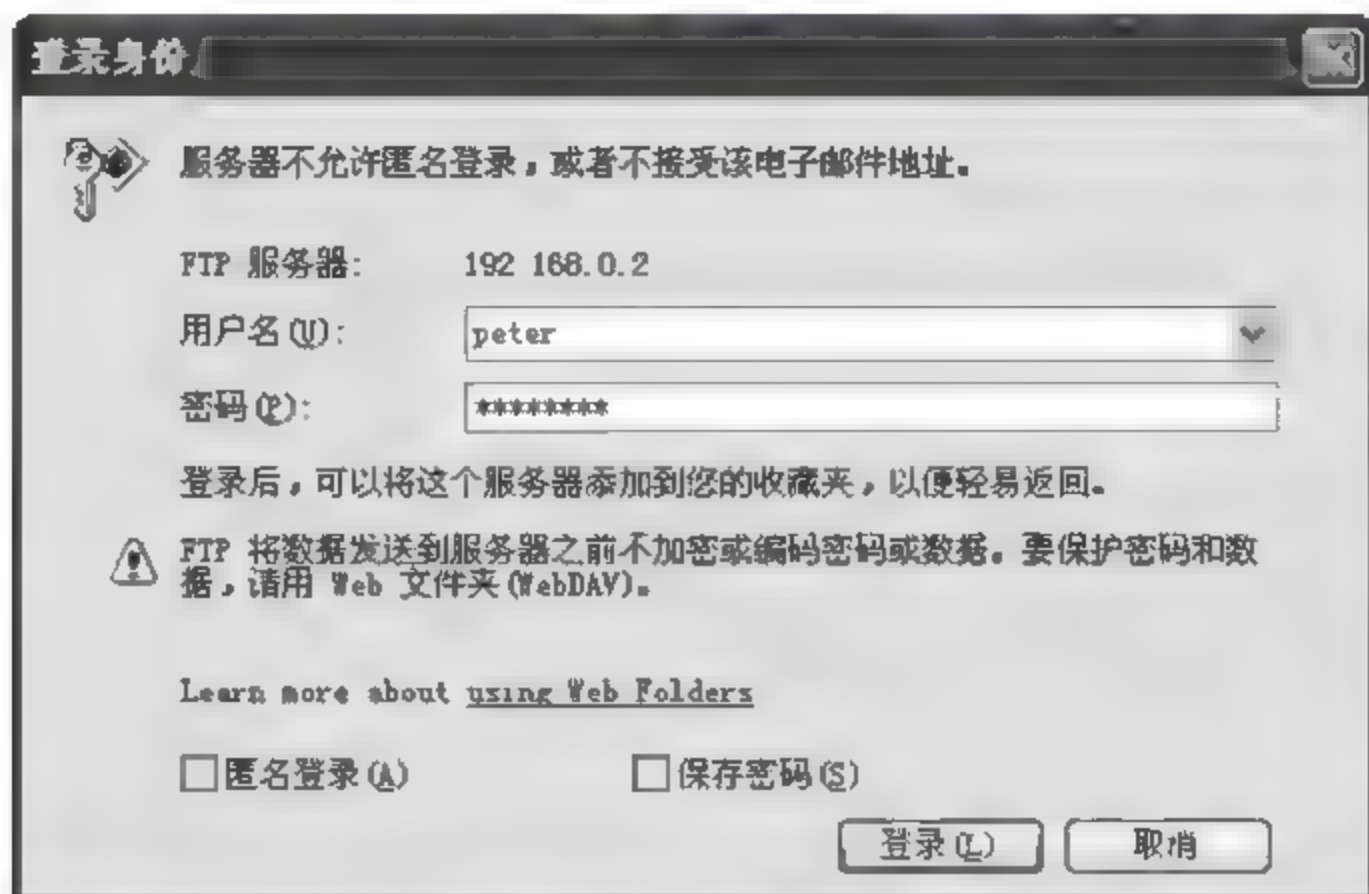 登录身份
服务器不允许匿名登录，或者不接受该电子邮件地址。
FTP 服务器: 192 168.0.2
用户名(U): peter
密码(P): ********
登录后，可以将这个服务器添加到您的收藏夹，以便轻易返回。
FTP 将数据发送到服务器之前不加密或编码密码或数据。要保护密码和数
据，请用 Web 文件夹(WebDAV)。
Learn more about using Web Folders
匿名登录(A) 保存密码(S)
登录(L) 取消